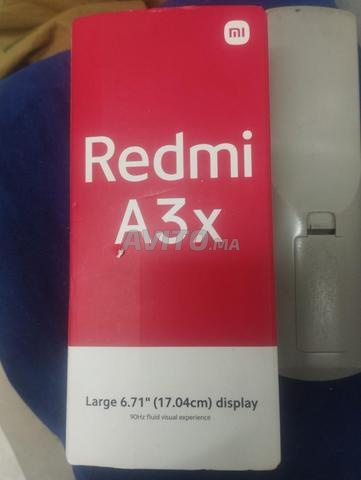 mi
Redmi
A3x
AVITO.MA
Large 6.71" (17.04cm) display
90Hz fluid visual experience